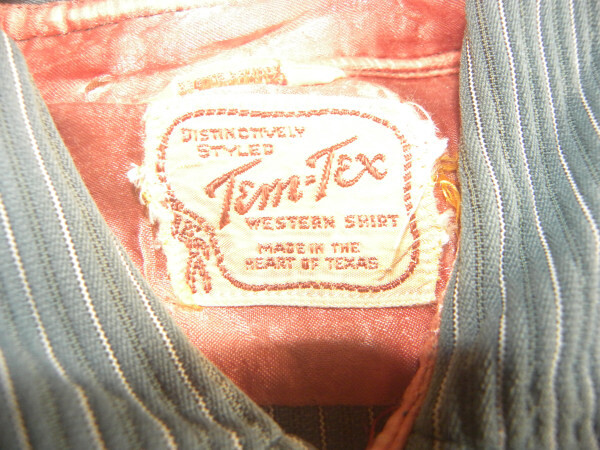 DISTINCTIVELY
STYLED
Tem-Tex
WESTERN SHIRT
MADE IN THE
HEART OF TEXAS